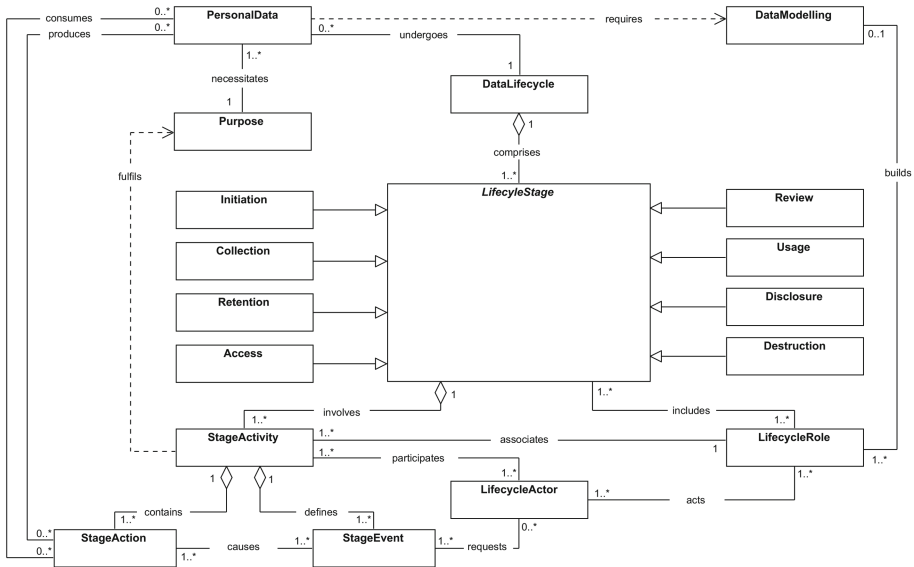 consumes
0..*
PersonalData
requires
DataModelling
produces
0..*
0..*
undergoes
0..1
1..*
necessitates
1
1
DataLifecycle
Purpose
1
comprises
fulfils
1..*
builds
LifecyleStage
Initiation
Review
Collection
Usage
Retention
Disclosure
Access
Destruction
1
1..*
involves
includes
1..*
1..*
StageActivity
1..*
associates
1
LifecycleRole
1..*
participates
1..*
1..*
1
1
1..*
LifecycleActor
1..*
acts
contains
defines
1..*
1..*
0..*
0..*
StageAction
causes
1..*
StageEvent
1..*
requests
0..*
1..*